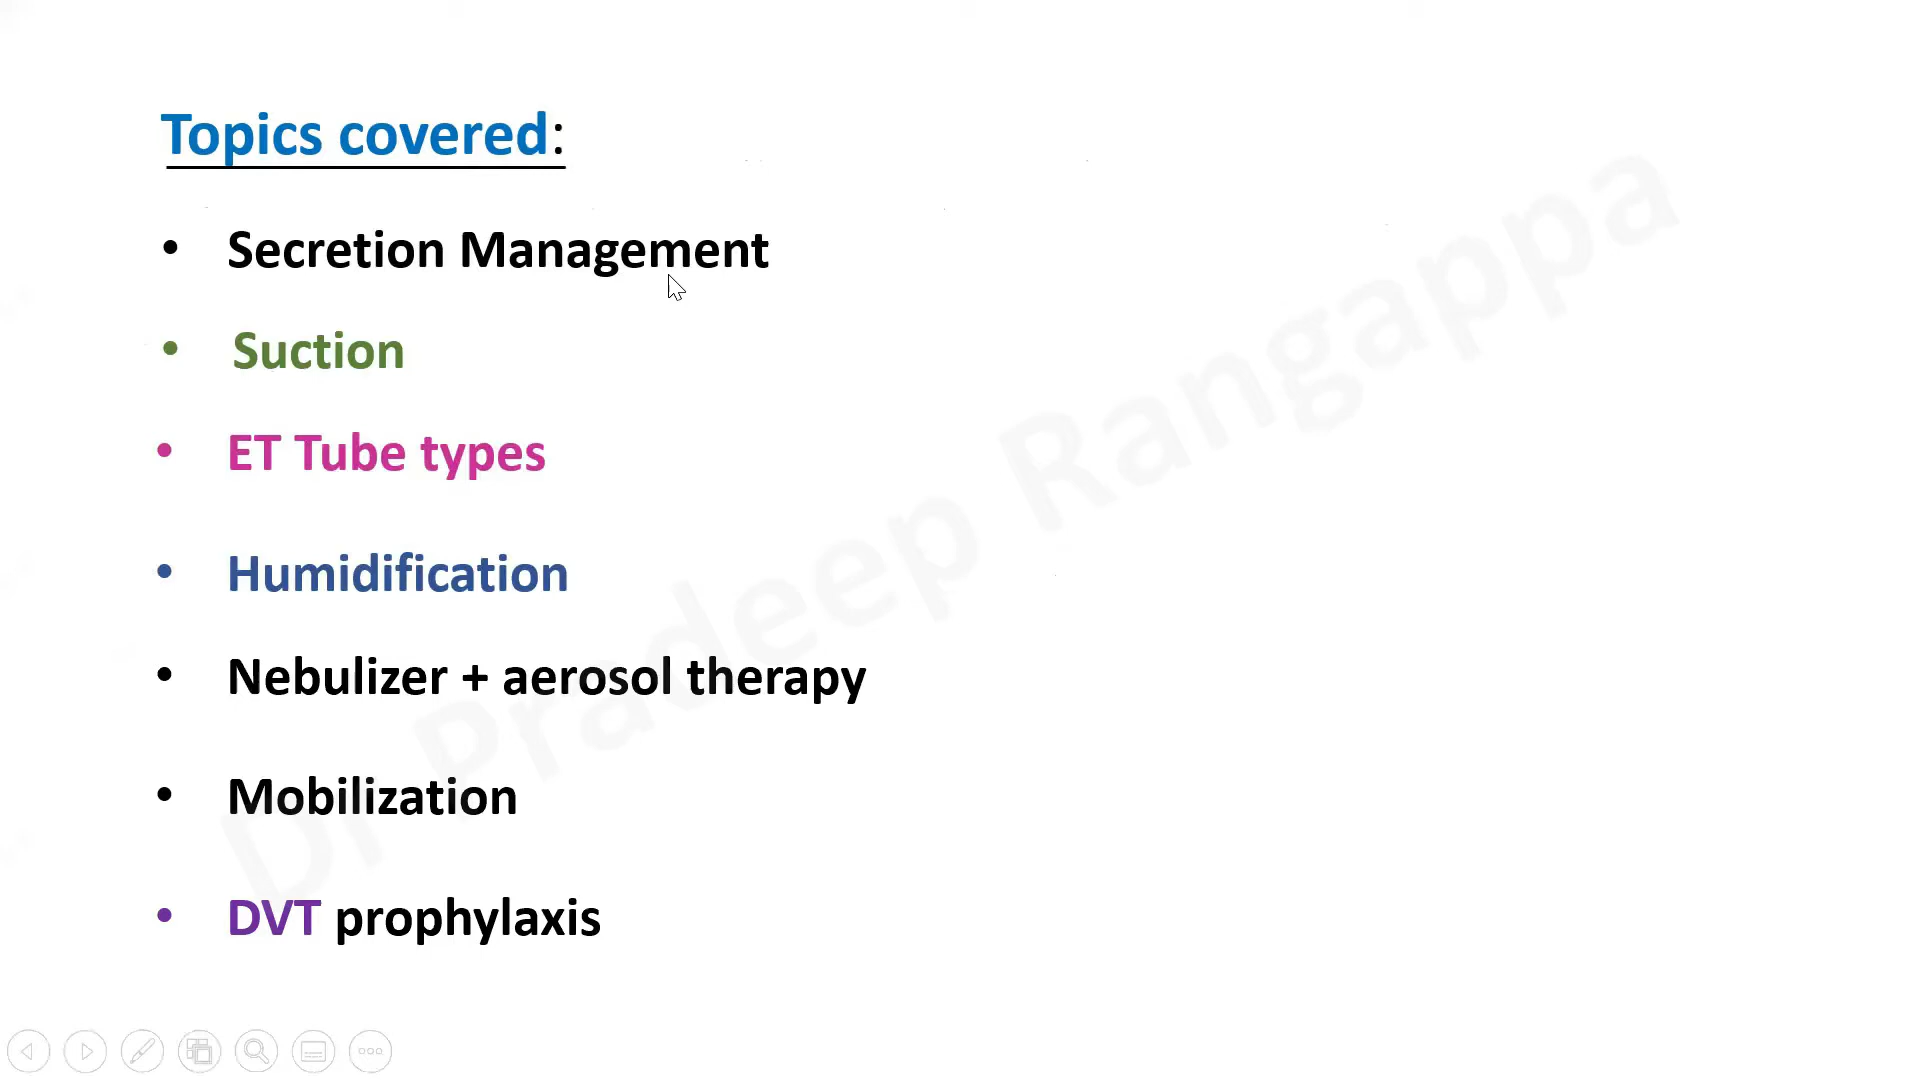 Topics covered:
• Secretion Management
• Suction
• ET Tube types
• Humidification
• Nebulizer + aerosol therapy
• Mobilization
• DVT prophylaxis
Dr Pradeep Rangappa